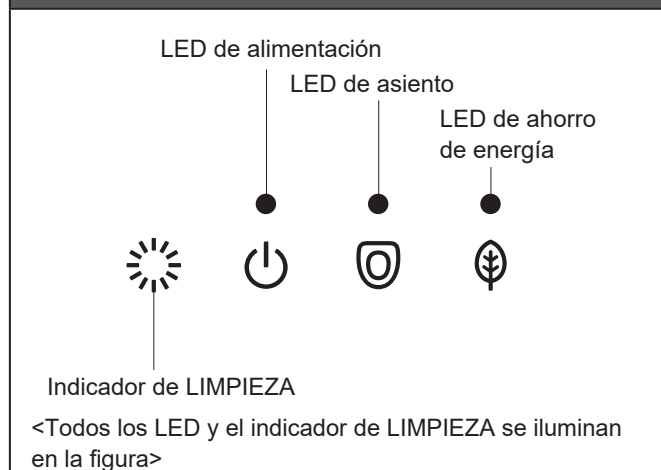 LED de alimentación
LED de asiento
LED de ahorro
de energía
Indicador de LIMPIEZA
<Todos los LED y el indicador de LIMPIEZA se iluminan
en la figura>